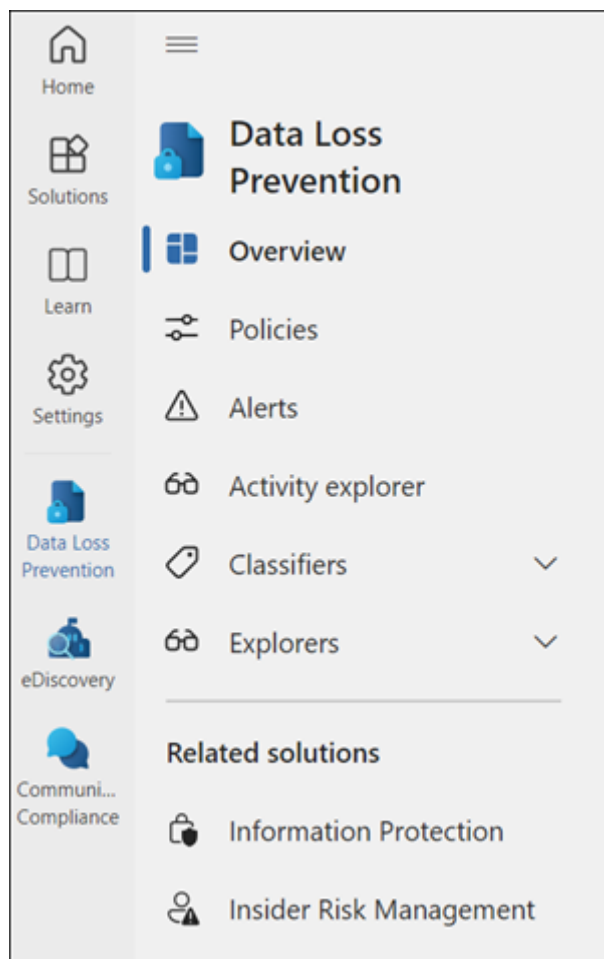 Home
Solutions
Learn
Settings
Data Loss
Prevention
eDiscovery
Communi...
Compliance
Data Loss
Prevention
Overview
Policies
Alerts
Activity explorer
Classifiers
Explorers
Related solutions
Information Protection
Insider Risk Management